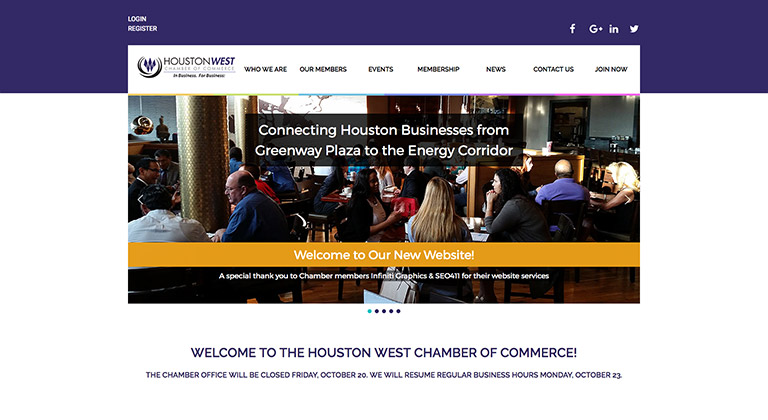 LOGIN
REGISTER
HOUSTONWEST
CHAMBER OF COMMERCE
In Business. For Business.
WHO WE ARE OUR MEMBERS EVENTS MEMBERSHIP NEWS CONTACT US JOIN NOW
Connecting Houston Businesses from
Greenway Plaza to the Energy Corridor
Welcome to Our New Website!
A special thank you to Chamber members Infiniti Graphics & SEO411 for their website services
WELCOME TO THE HOUSTON WEST CHAMBER OF COMMERCE!
THE CHAMBER OFFICE WILL BE CLOSED FRIDAY, OCTOBER 20. WE WILL RESUME REGULAR BUSINESS HOURS MONDAY, OCTOBER 23.